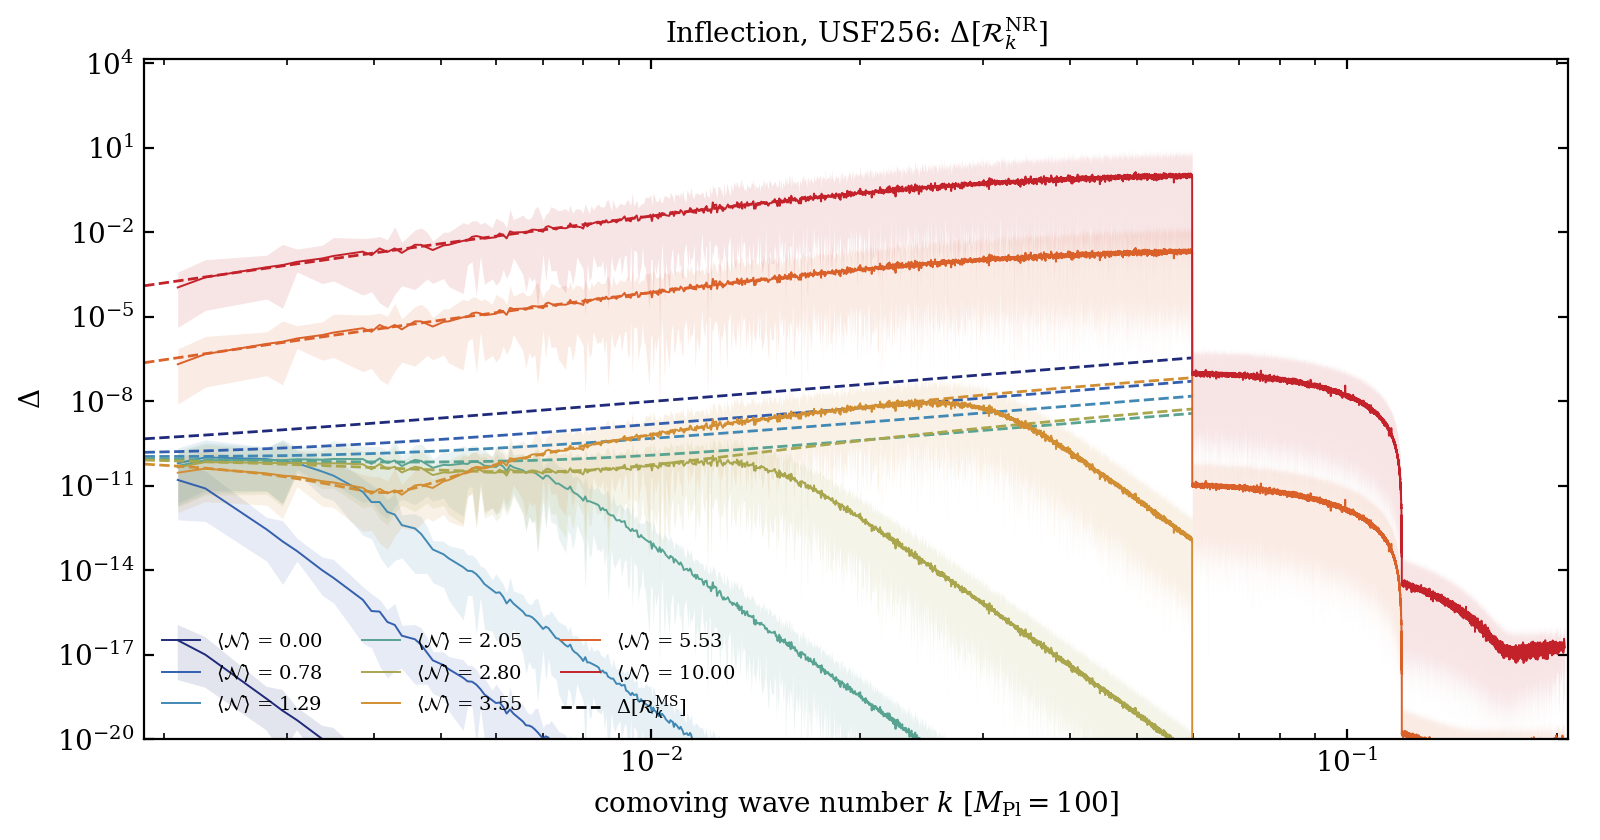 Inflection, USF256: Δ[ℛ_k^NR]
10^4
10^1
10^−2
10^−5
10^−8
10^−11
10^−14
10^−17
10^−20
Δ
⟨𝒩⟩ = 0.00
⟨𝒩⟩ = 0.78
⟨𝒩⟩ = 1.29
⟨𝒩⟩ = 2.05
⟨𝒩⟩ = 2.80
⟨𝒩⟩ = 3.55
⟨𝒩⟩ = 5.53
⟨𝒩⟩ = 10.00
Δ[ℛ_k^MS]
10^−2
10^−1
comoving wave number k [M_Pl = 100]